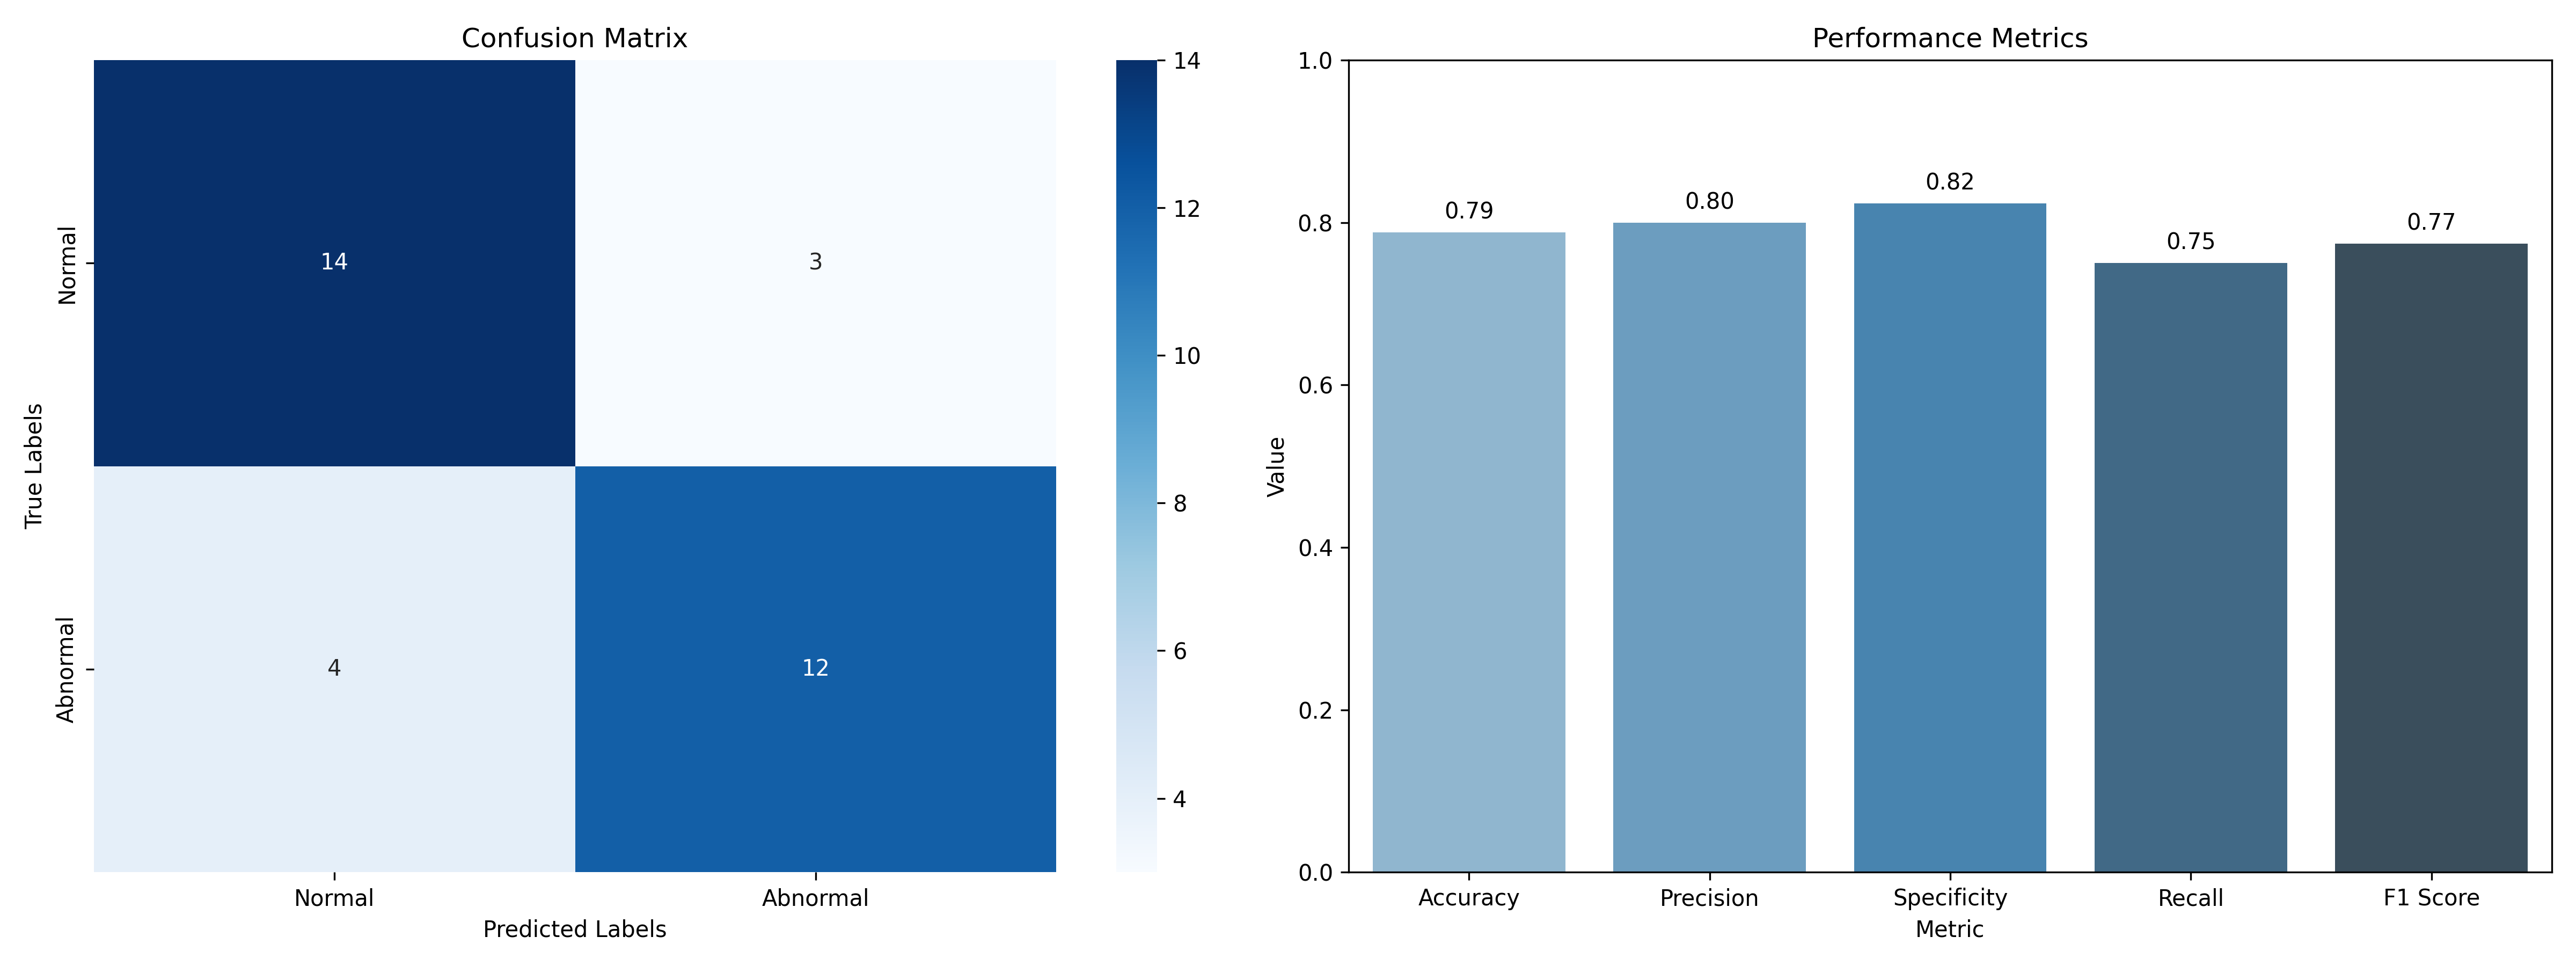 Confusion Matrix
True Labels
Normal
Abnormal
14
3
4
12
Normal
Abnormal
Predicted Labels
14
12
10
8
6
4
Performance Metrics
Value
1.0
0.8
0.6
0.4
0.2
0.0
0.79
0.80
0.82
0.75
0.77
Accuracy
Precision
Specificity
Recall
F1 Score
Metric